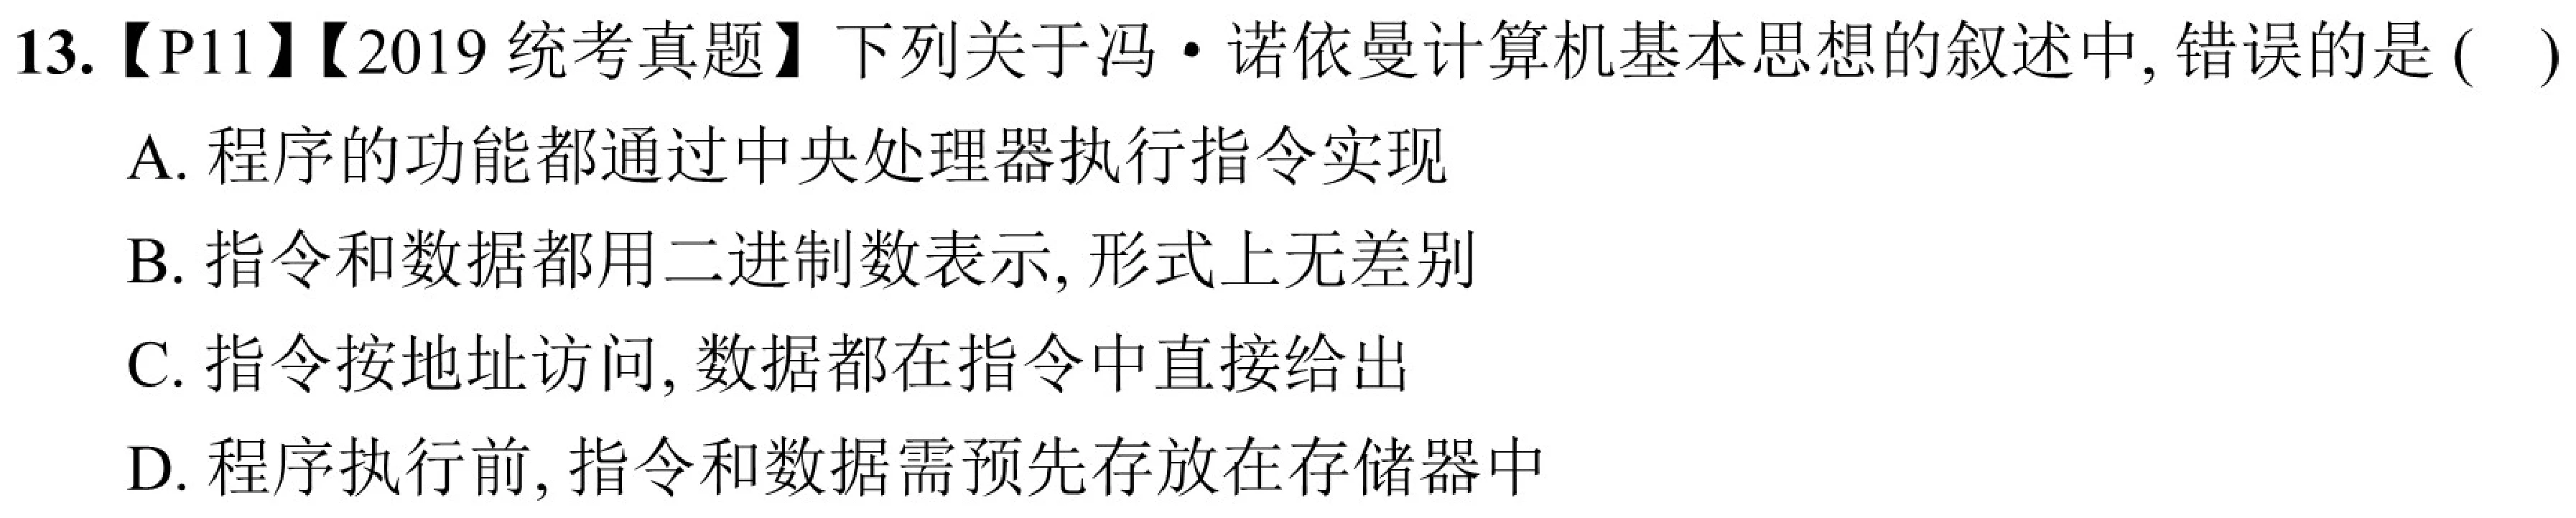 13.【P11】【2019 统考真题】下列关于冯·诺依曼计算机基本思想的叙述中, 错误的是 (   )
A. 程序的功能都通过中央处理器执行指令实现
B. 指令和数据都用二进制数表示, 形式上无差别
C. 指令按地址访问, 数据都在指令中直接给出
D. 程序执行前, 指令和数据需预先存放在存储器中